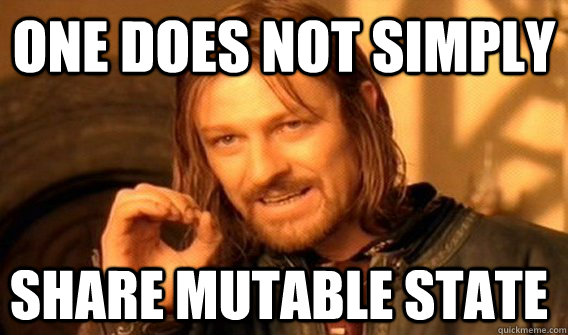 ONE DOES NOT SIMPLY
SHARE MUTABLE STATE
quickmeme.com